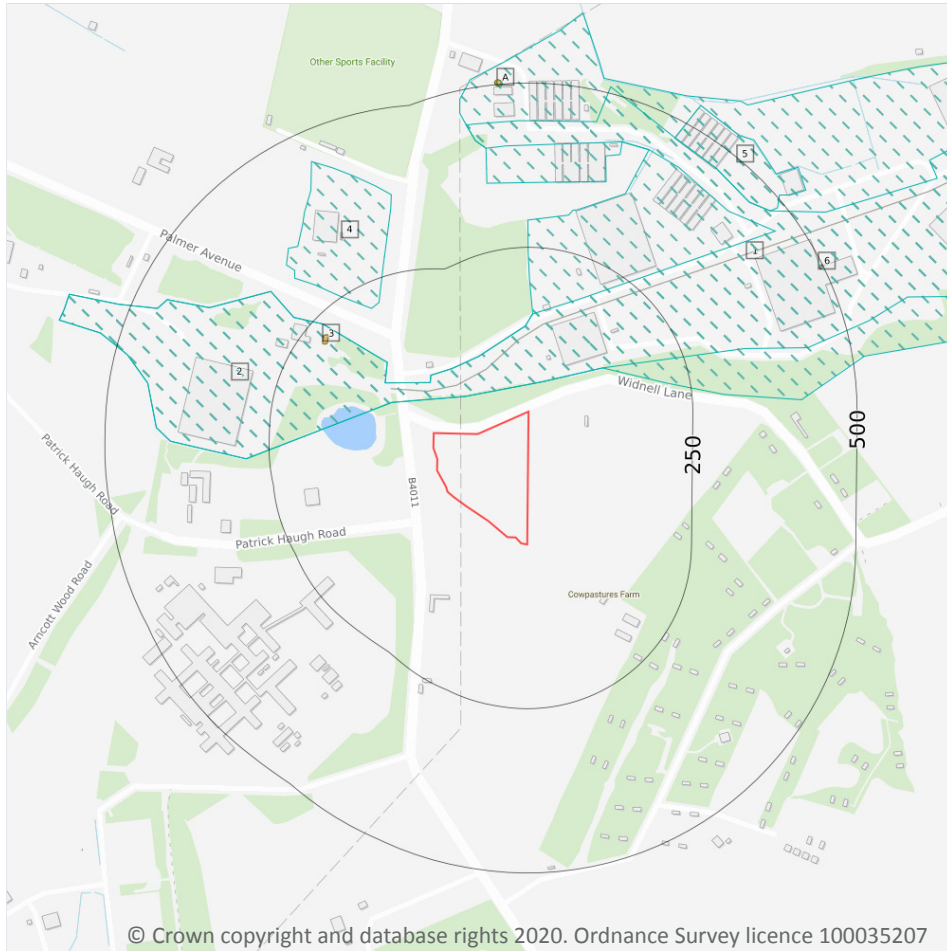 Other Sports Facility
A
5
4
Palmer Avenue
1
6
3
2
Widnell Lane
250
500
B4011
Patrick Haugh Road
Patrick Haugh Road
Arncott Wood Road
Cowpastures Farm
© Crown copyright and database rights 2020. Ordnance Survey licence 100035207